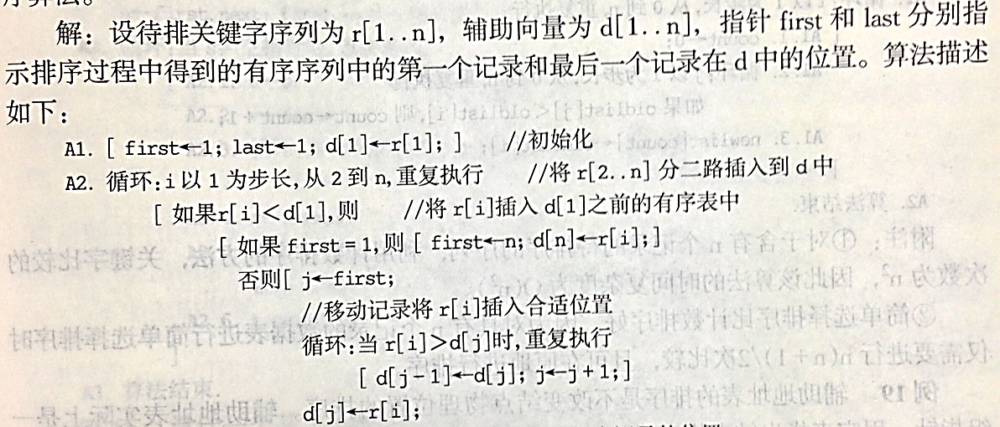 解：设待排关键字序列为 r[1..n]，辅助向量为 d[1..n]，指针 first 和 last 分别指
示排序过程中得到的有序序列中的第一个记录和最后一个记录在 d 中的位置。算法描述
如下：
A1. [ first←1; last←1; d[1]←r[1]; ] //初始化
A2. 循环:i 以 1 为步长,从 2 到 n,重复执行 //将 r[2..n] 分二路插入到 d 中
[ 如果r[i]<d[1],则 //将 r[i]插入 d[1]之前的有序表中
[ 如果 first=1,则 [ first←n; d[n]←r[i];]
否则[ j←first;
//移动记录将 r[i]插入合适位置
循环:当 r[i]>d[j]时,重复执行
[ d[j-1]←d[j]; j←j+1;]
d[j]←r[i];